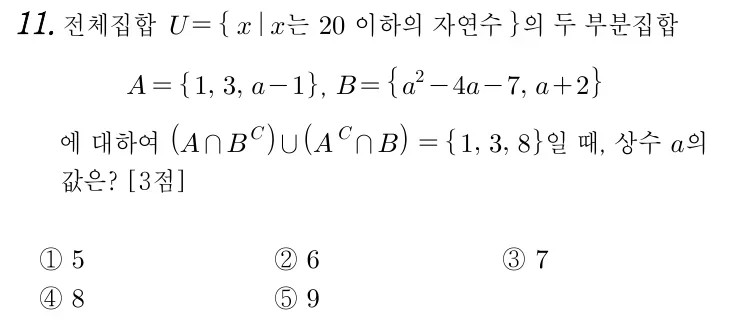 11. 전체집합 U={ x | x는 20 이하의 자연수 }의 두 부분집합
A={1, 3, a−1}, B={a²−4a−7, a+2}
에 대하여 (A∩Bᶜ)∪(Aᶜ∩B)={1, 3, 8}일 때, 상수 a의
값은? [3점]
① 5 ② 6 ③ 7
④ 8 ⑤ 9